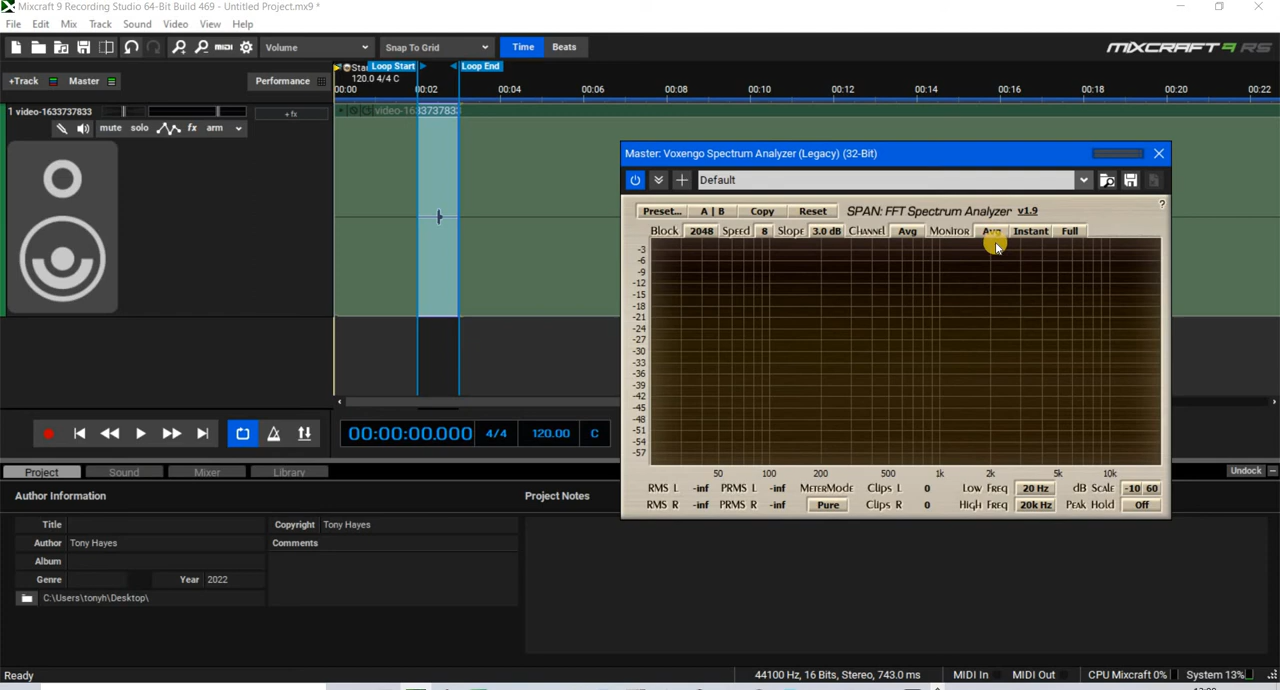 Mixcraft 9 Recording Studio 64-Bit Build 469 - Untitled Project.mx9 *
File Edit Mix Track Sound Video View Help
MIDI Volume Snap To Grid Time Beats MIXCRAFT 9 RS
Loop Start Loop End
120.0 4/4 C
+Track Master Performance
00:00 00:02 00:04 00:06 00:08 00:10 00:12 00:14 00:16 00:18 00:20 00:22
1 video-1633737833 +fx video-1633737833
mute solo fx arm
Master: Voxengo Spectrum Analyzer (Legacy) (32-Bit)
Default
Preset... A | B Copy Reset SPAN: FFT Spectrum Analyzer v1.9 ?
Block 2048 Speed 8 Slope 3.0 dB Channel Avg Monitor Avg Instant Full
-3
-6
-9
-12
-15
-18
-21
-24
-27
-30
-33
-36
-39
-42
-45
-48
-51
-54
-57
50 100 200 500 1k 2k 5k 10k
RMS L -inf PRMS L -inf MeterMode Clips L 0 Low Freq 20 Hz dB Scale -10 60
RMS R -inf PRMS R -inf Pure Clips R 0 High Freq 20k Hz Peak Hold Off
00:00:00.000 4/4 120.00 C
Project Sound Mixer Library Undock
Author Information Project Notes
Title Copyright Tony Hayes
Author Tony Hayes Comments
Album
Genre Year 2022
C:\Users\tonyh\Desktop\
Ready 44100 Hz, 16 Bits, Stereo, 743.0 ms MIDI In MIDI Out CPU Mixcraft 0% System 13%